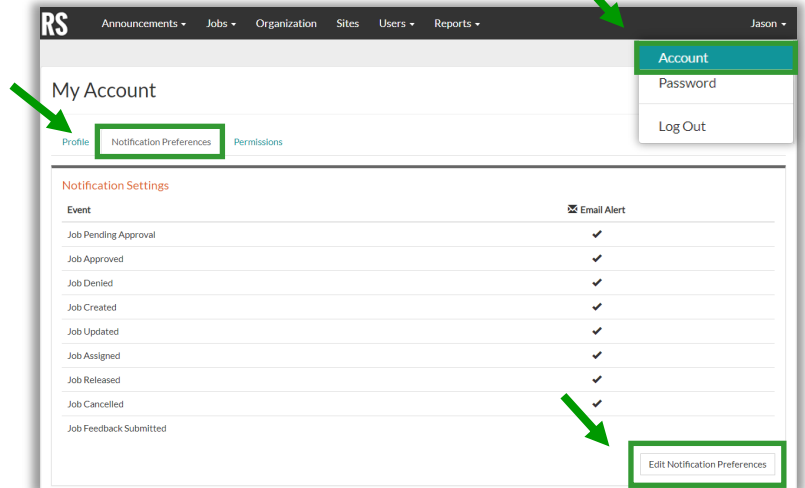 RS Announcements Jobs Organization Sites Users Reports Jason
Account
My Account
Password
Log Out
Profile Notification Preferences Permissions
Notification Settings
Event Email Alert
Job Pending Approval
Job Approved
Job Denied
Job Created
Job Updated
Job Assigned
Job Released
Job Cancelled
Job Feedback Submitted
Edit Notification Preferences